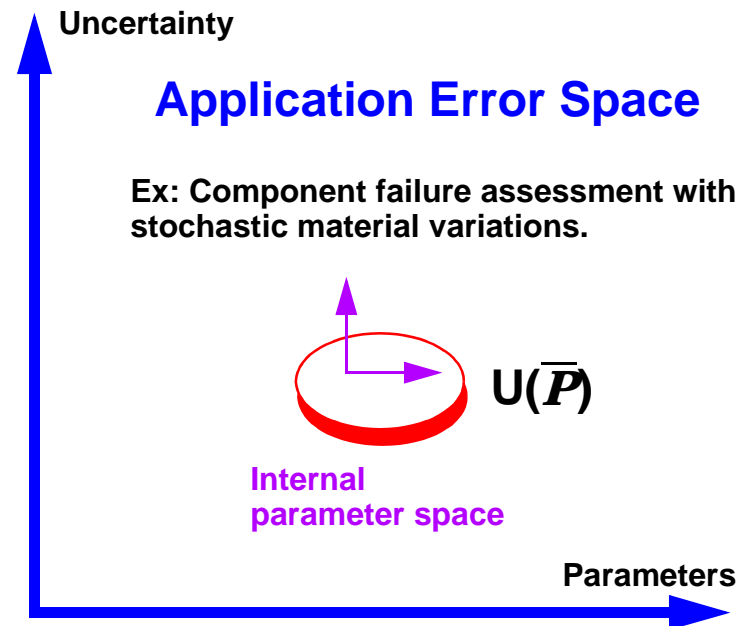 Uncertainty
Application Error Space
Ex: Component failure assessment with
stochastic material variations.
U(P̅)
Internal
parameter space
Parameters